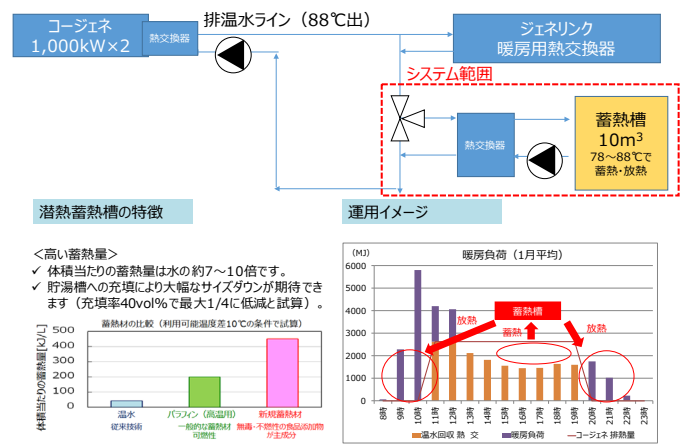 コージェネ
1,000kW×2
熱交換器
排温水ライン（88℃出）
ジェネリンク
暖房用熱交換器
システム範囲
熱交換器
蓄熱槽
10m³
78～88℃で
蓄熱・放熱
潜熱蓄熱槽の特徴
＜高い蓄熱量＞
✓ 体積当たりの蓄熱量は水の約7～10倍です。
✓ 貯湯槽への充填により大幅なサイズダウンが期待でき
ます（充填率40vol%で最大1/4に低減と試算）。
蓄熱材の比較（利用可能温度差10℃の条件で試算）
体積当たりの蓄熱量[kJ/L]
500
400
300
200
100
0
温水
従来技術
パラフィン（高温用）
一般的な蓄熱材
可燃性
新規蓄熱材
無毒・不燃性の食品添加物
が主成分
運用イメージ
(MJ)
暖房負荷（1月平均）
6000
5000
4000
3000
2000
1000
0
蓄熱槽
放熱
蓄熱
放熱
8時 9時 10時 11時 12時 13時 14時 15時 16時 17時 18時 19時 20時 21時 22時 23時
温水回収 熱 交 暖房負荷 コージェネ 排熱量